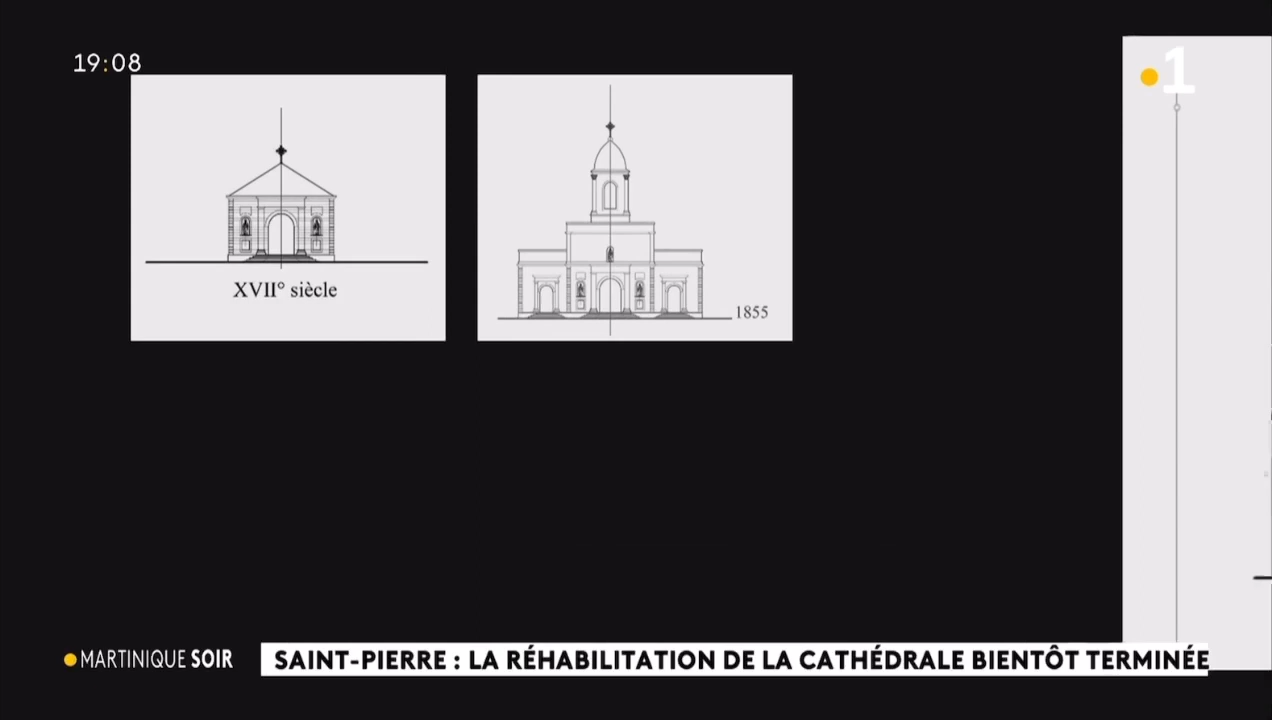 19:08
1
XVII° siècle
1855
MARTINIQUE SOIR
SAINT-PIERRE : LA RÉHABILITATION DE LA CATHÉDRALE BIENTÔT TERMINÉE